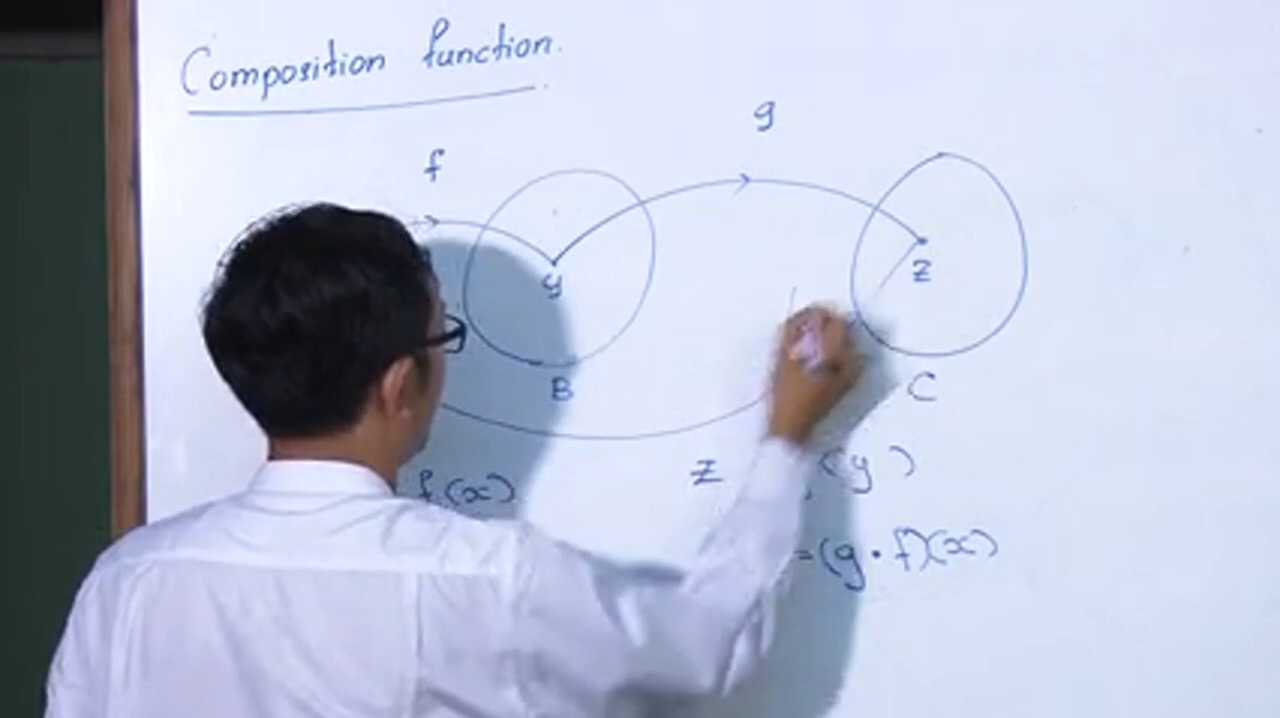 Composition function.
g
f
y
z
B
C
f(x)
z (y)
=(g·f)(x)